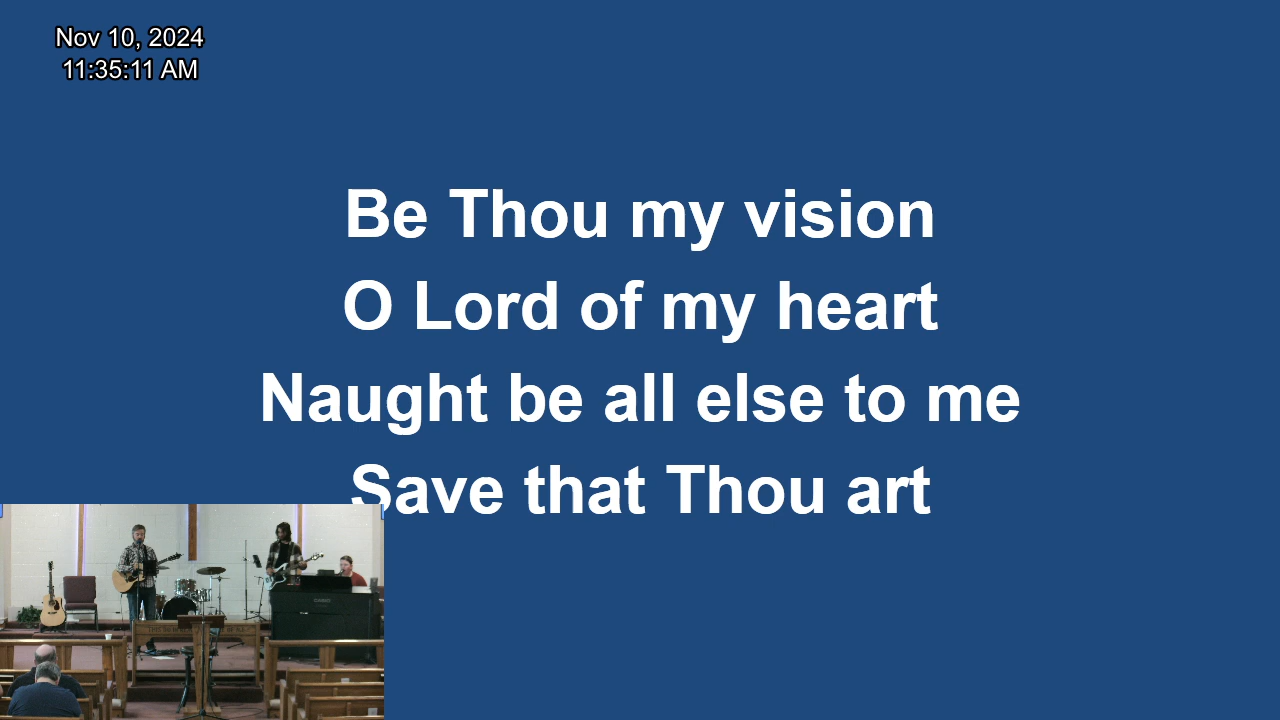 Nov 10, 2024
11:35:11 AM
Be Thou my vision
O Lord of my heart
Naught be all else to me
Save that Thou art
CASIO